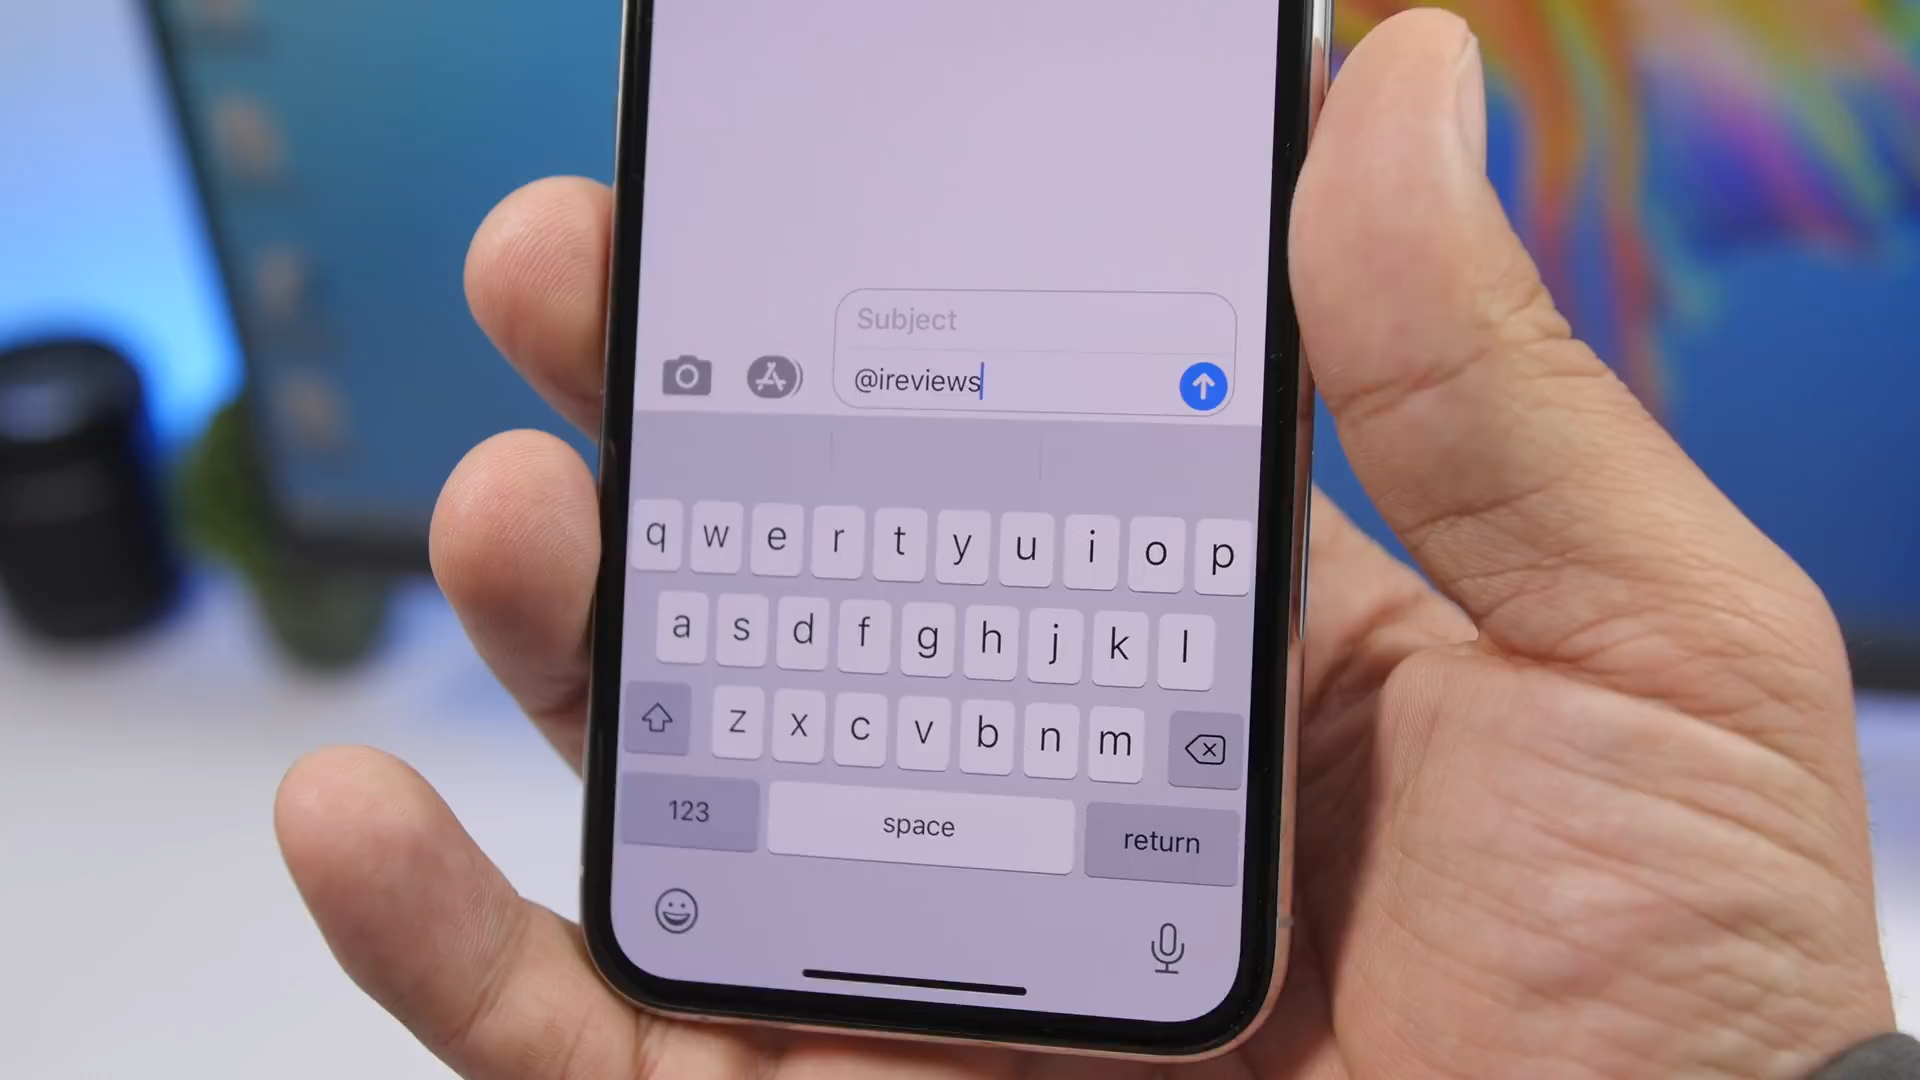 Subject
@ireviews
q w e r t y u i o p
a s d f g h j k l
z x c v b n m
123 space return